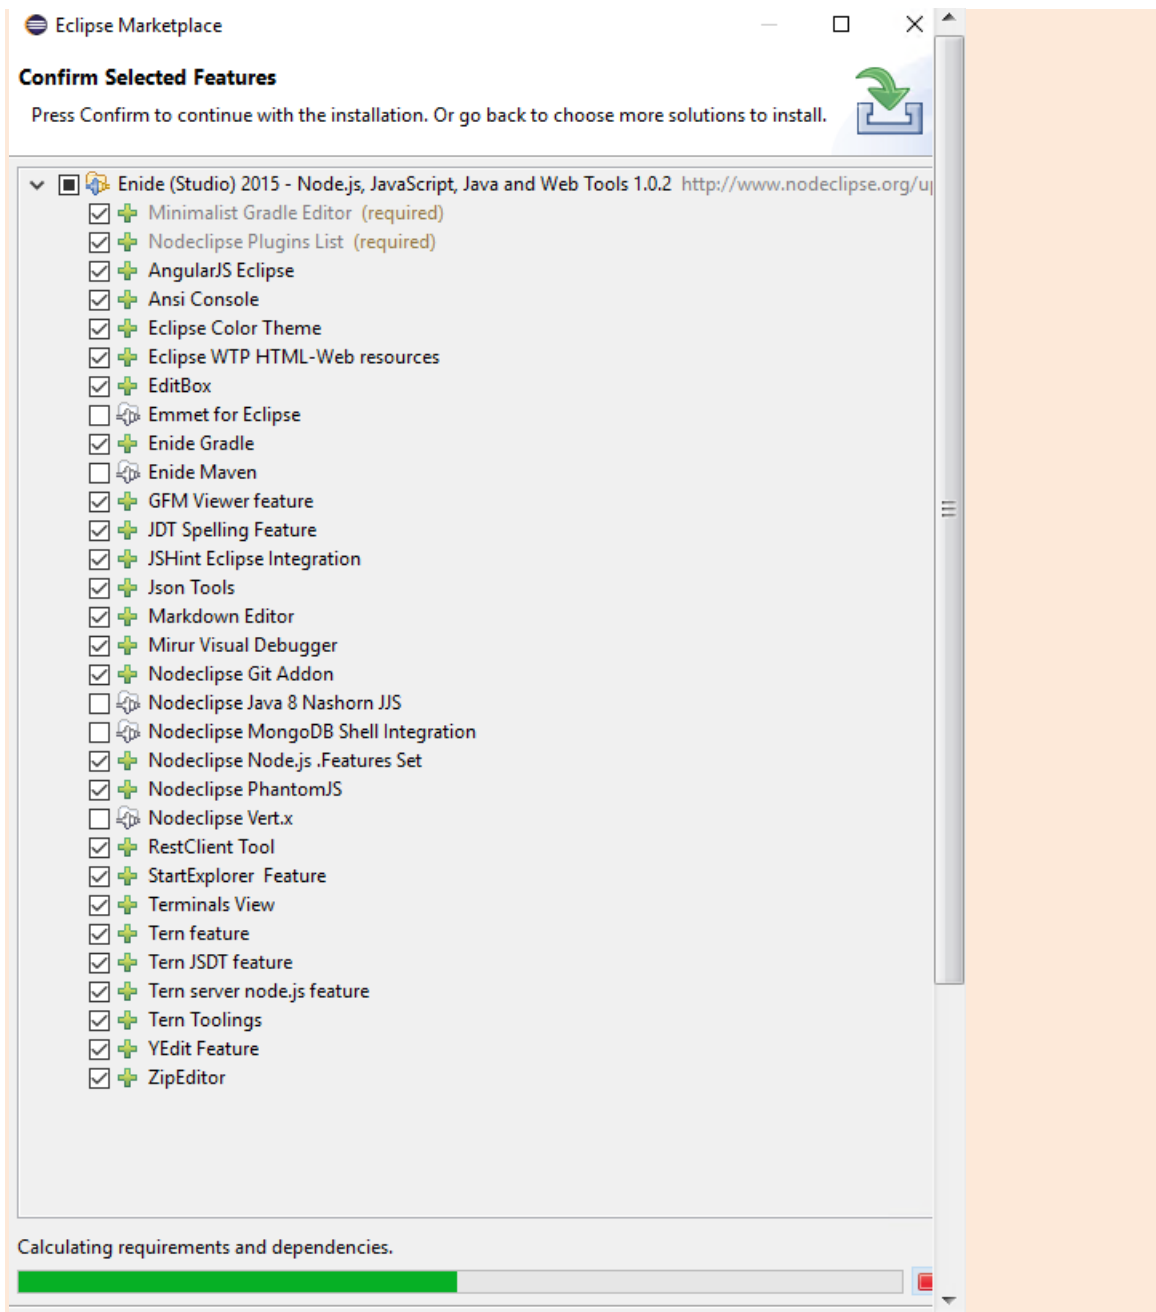 Eclipse Marketplace
Confirm Selected Features
Press Confirm to continue with the installation. Or go back to choose more solutions to install.
Enide (Studio) 2015 - Node.js, JavaScript, Java and Web Tools 1.0.2 http://www.nodeclipse.org/u
Minimalist Gradle Editor (required)
Nodeclipse Plugins List (required)
AngularJS Eclipse
Ansi Console
Eclipse Color Theme
Eclipse WTP HTML-Web resources
EditBox
Emmet for Eclipse
Enide Gradle
Enide Maven
GFM Viewer feature
JDT Spelling Feature
JSHint Eclipse Integration
Json Tools
Markdown Editor
Mirur Visual Debugger
Nodeclipse Git Addon
Nodeclipse Java 8 Nashorn JJS
Nodeclipse MongoDB Shell Integration
Nodeclipse Node.js .Features Set
Nodeclipse PhantomJS
Nodeclipse Vert.x
RestClient Tool
StartExplorer  Feature
Terminals View
Tern feature
Tern JSDT feature
Tern server node.js feature
Tern Toolings
YEdit Feature
ZipEditor
Calculating requirements and dependencies.